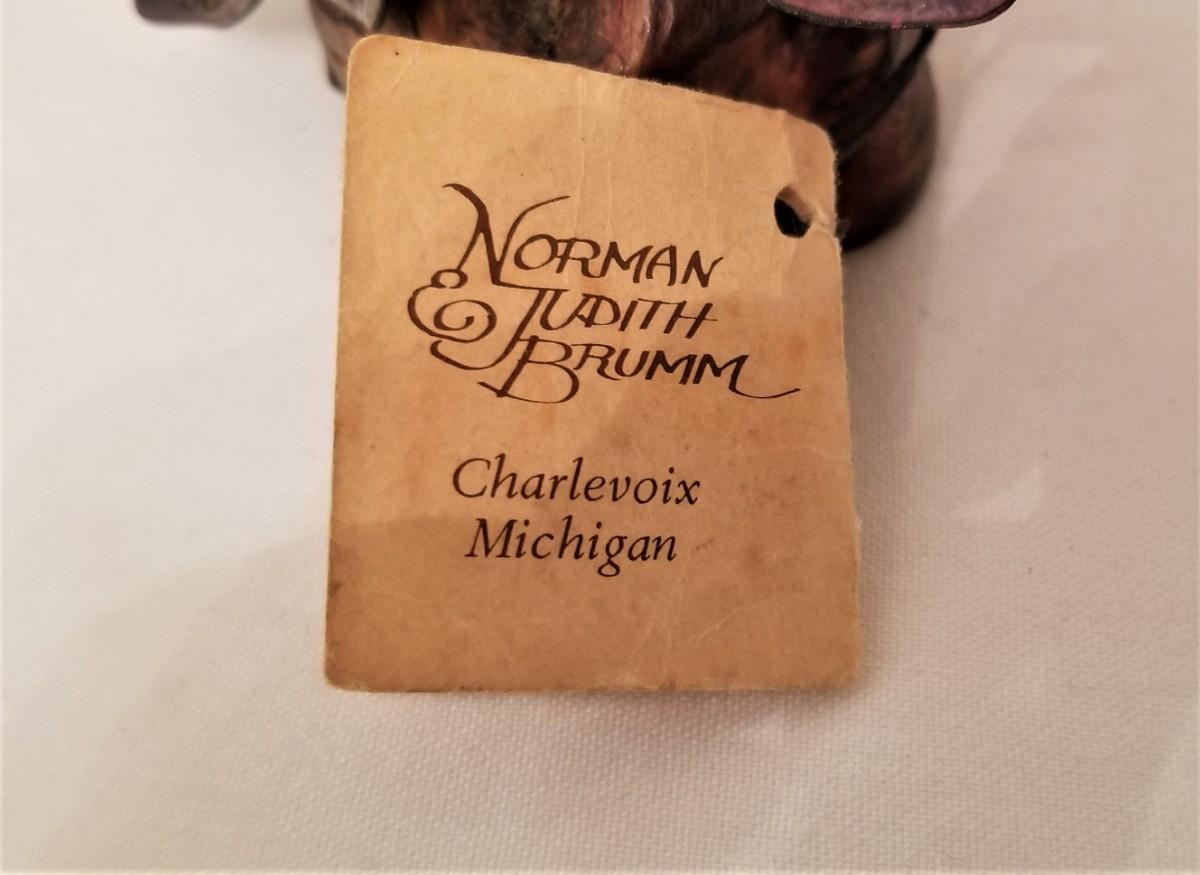 NORMAN
& JUDITH
BRUMM
Charlevoix
Michigan